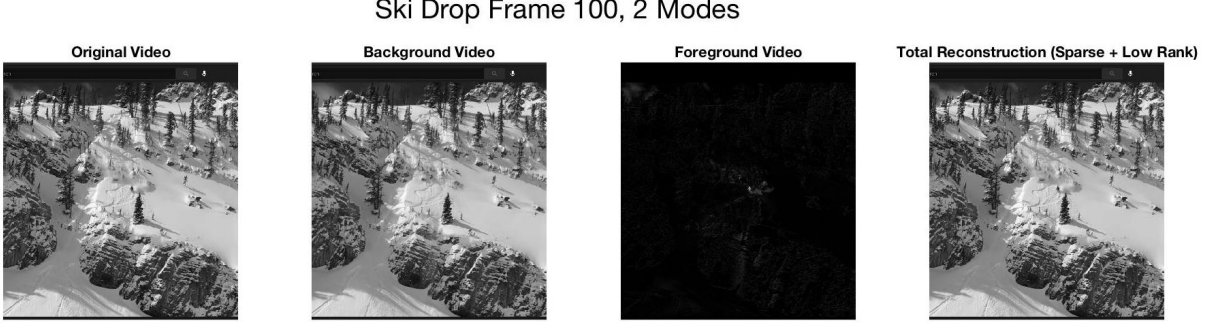 Ski Drop Frame 100, 2 Modes
Original Video
Background Video
Foreground Video
Total Reconstruction (Sparse + Low Rank)